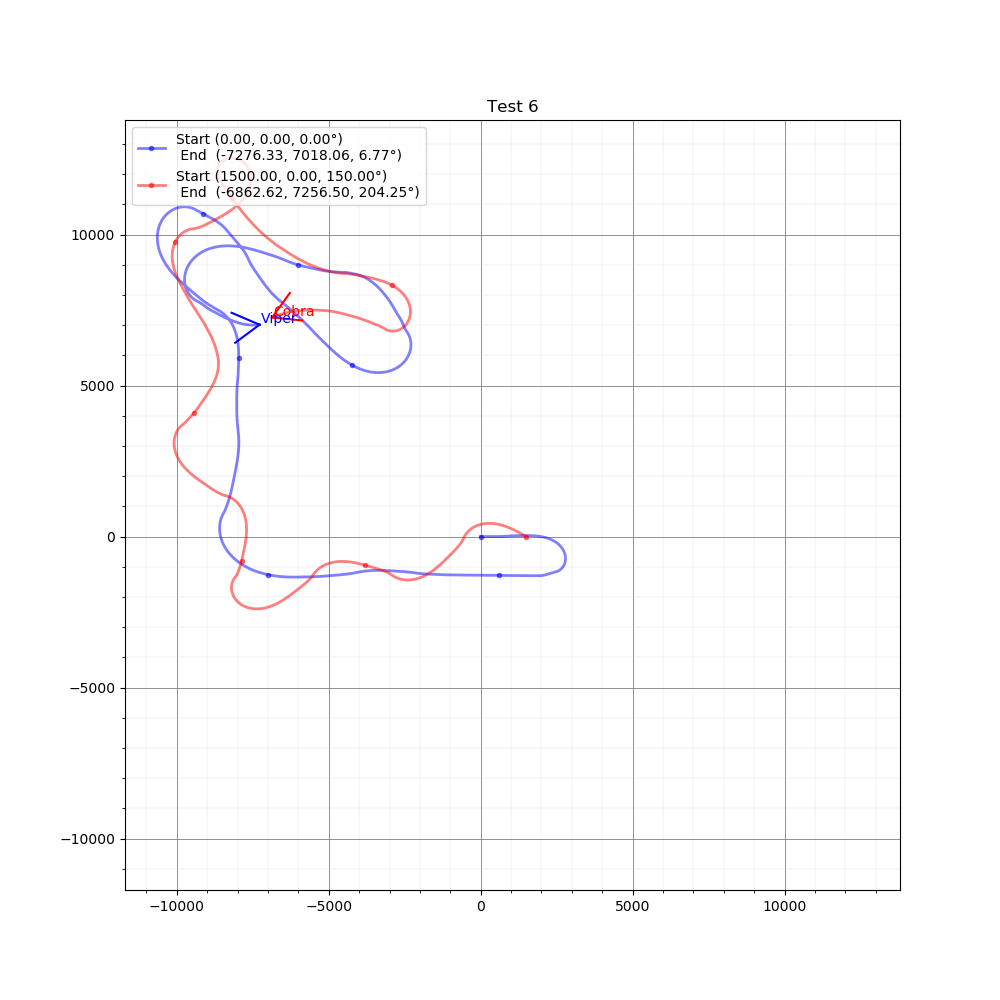 Test 6
Start (0.00, 0.00, 0.00°)
End (-7276.33, 7018.06, 6.77°)
Start (1500.00, 0.00, 150.00°)
End (-6862.62, 7256.50, 204.25°)
10000
Cobra
Viper
5000
0
−5000
−10000
−10000 −5000 0 5000 10000